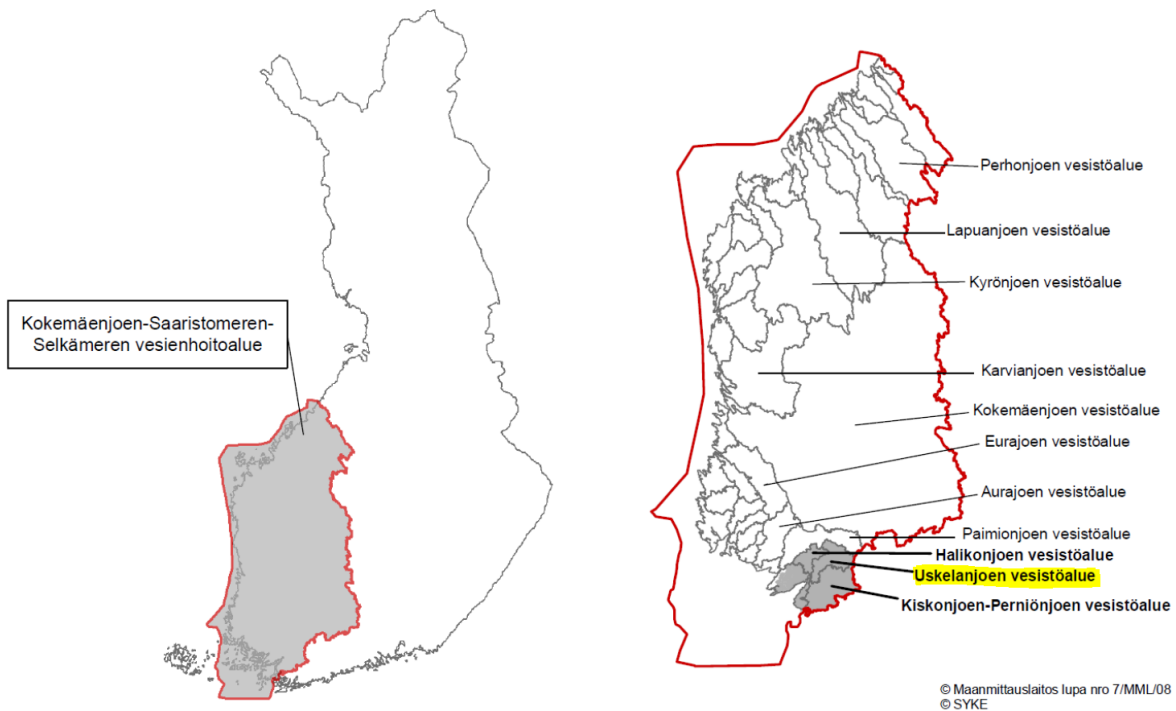 Kokemäenjoen-Saaristomeren-
Selkämeren vesienhoitoalue
Perhonjoen vesistöalue
Lapuanjoen vesistöalue
Kyrönjoen vesistöalue
Karvianjoen vesistöalue
Kokemäenjoen vesistöalue
Eurajoen vesistöalue
Aurajoen vesistöalue
Paimionjoen vesistöalue
Halikonjoen vesistöalue
Uskelanjoen vesistöalue
Kiskonjoen-Perniönjoen vesistöalue
© Maanmittauslaitos lupa nro 7/MML/08
© SYKE